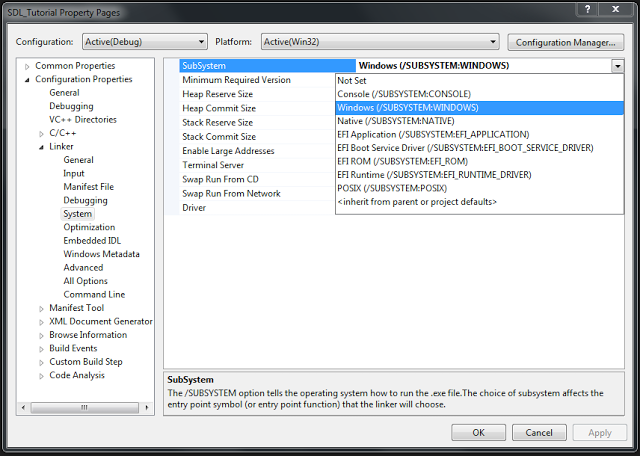 SDL_Tutorial Property Pages
Configuration: Active(Debug) Platform: Active(Win32) Configuration Manager...
Common Properties
Configuration Properties
General
Debugging
VC++ Directories
C/C++
Linker
General
Input
Manifest File
Debugging
System
Optimization
Embedded IDL
Windows Metadata
Advanced
All Options
Command Line
Manifest Tool
XML Document Generator
Browse Information
Build Events
Custom Build Step
Code Analysis
SubSystem Windows (/SUBSYSTEM:WINDOWS)
Minimum Required Version
Heap Reserve Size
Heap Commit Size
Stack Reserve Size
Stack Commit Size
Enable Large Addresses
Terminal Server
Swap Run From CD
Swap Run From Network
Driver
Not Set
Console (/SUBSYSTEM:CONSOLE)
Windows (/SUBSYSTEM:WINDOWS)
Native (/SUBSYSTEM:NATIVE)
EFI Application (/SUBSYSTEM:EFI_APPLICATION)
EFI Boot Service Driver (/SUBSYSTEM:EFI_BOOT_SERVICE_DRIVER)
EFI ROM (/SUBSYSTEM:EFI_ROM)
EFI Runtime (/SUBSYSTEM:EFI_RUNTIME_DRIVER)
POSIX (/SUBSYSTEM:POSIX)
<inherit from parent or project defaults>
SubSystem
The /SUBSYSTEM option tells the operating system how to run the .exe file.The choice of subsystem affects the
entry point symbol (or entry point function) that the linker will choose.
OK Cancel Apply